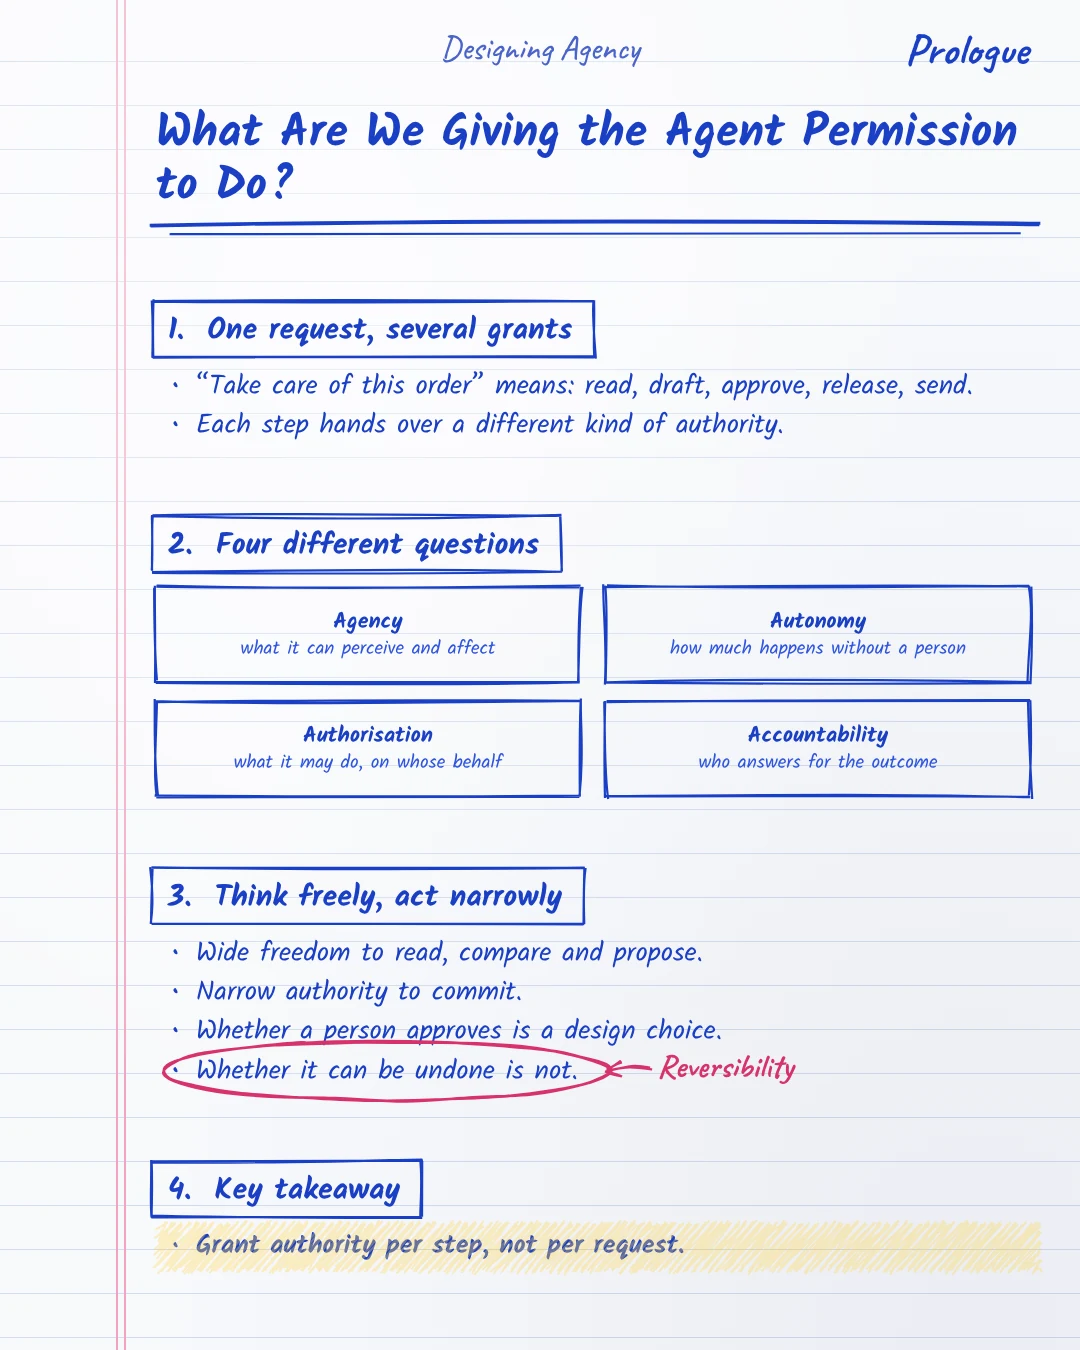 Designing Agency
Prologue
What Are We Giving the Agent Permission
to Do?
1. One request, several grants
· “Take care of this order” means: read, draft, approve, release, send.
· Each step hands over a different kind of authority.
2. Four different questions
Agency
what it can perceive and affect
Autonomy
how much happens without a person
Authorisation
what it may do, on whose behalf
Accountability
who answers for the outcome
3. Think freely, act narrowly
· Wide freedom to read, compare and propose.
· Narrow authority to commit.
· Whether a person approves is a design choice.
· Whether it can be undone is not.
Reversibility
4. Key takeaway
· Grant authority per step, not per request.